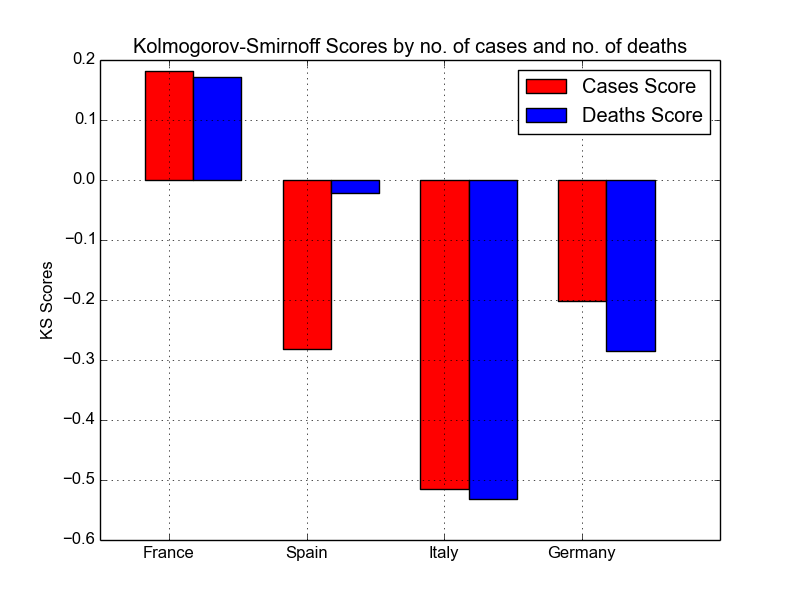 Kolmogorov-Smirnoff Scores by no. of cases and no. of deaths
Cases Score
Deaths Score
KS Scores
0.2
0.1
0.0
−0.1
−0.2
−0.3
−0.4
−0.5
−0.6
France
Spain
Italy
Germany